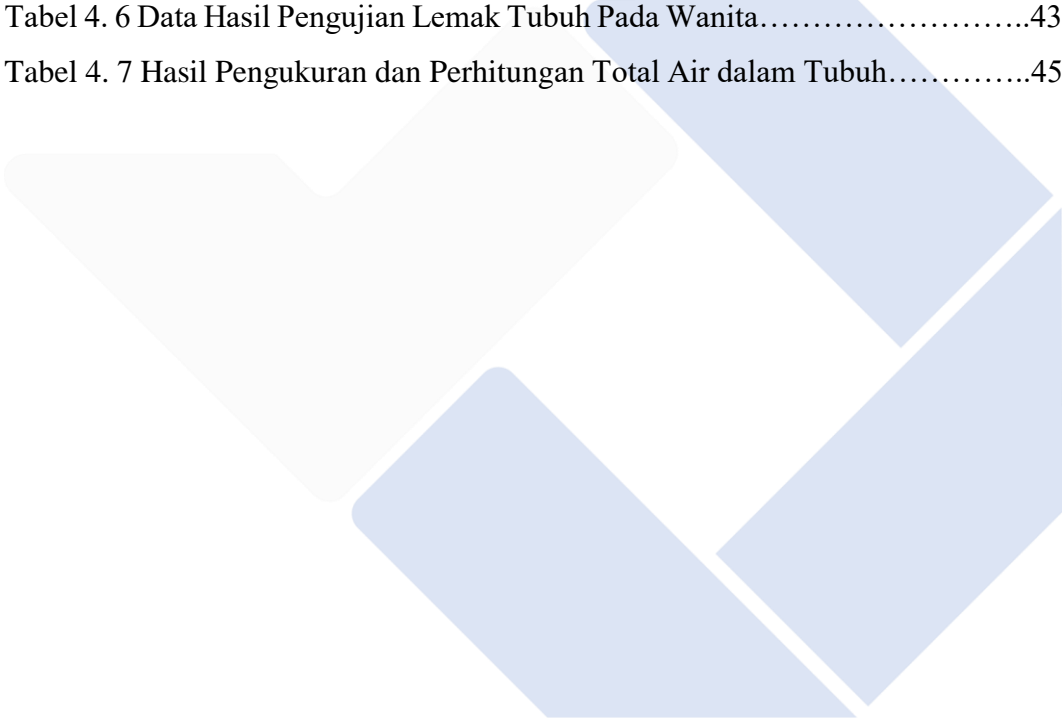 Tabel 4. 6 Data Hasil Pengujian Lemak Tubuh Pada Wanita……………………..43
Tabel 4. 7 Hasil Pengukuran dan Perhitungan Total Air dalam Tubuh…………..45